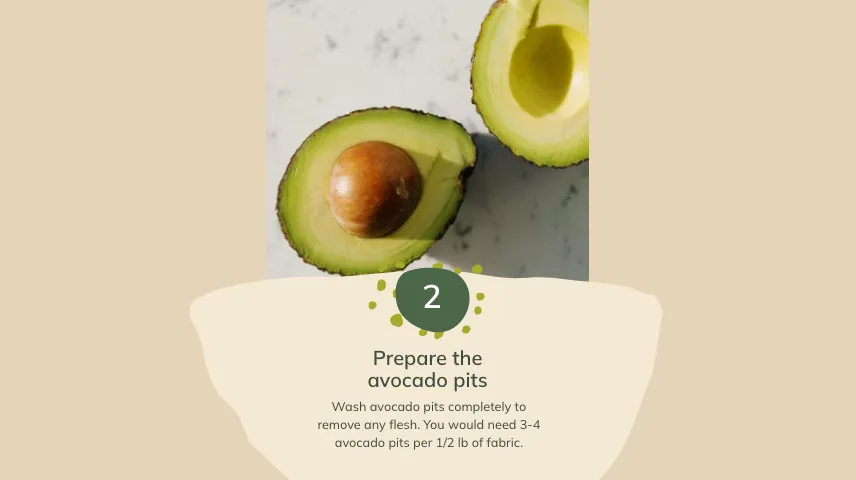 2
Prepare the
avocado pits
Wash avocado pits completely to
remove any flesh. You would need 3-4
avocado pits per 1/2 lb of fabric.